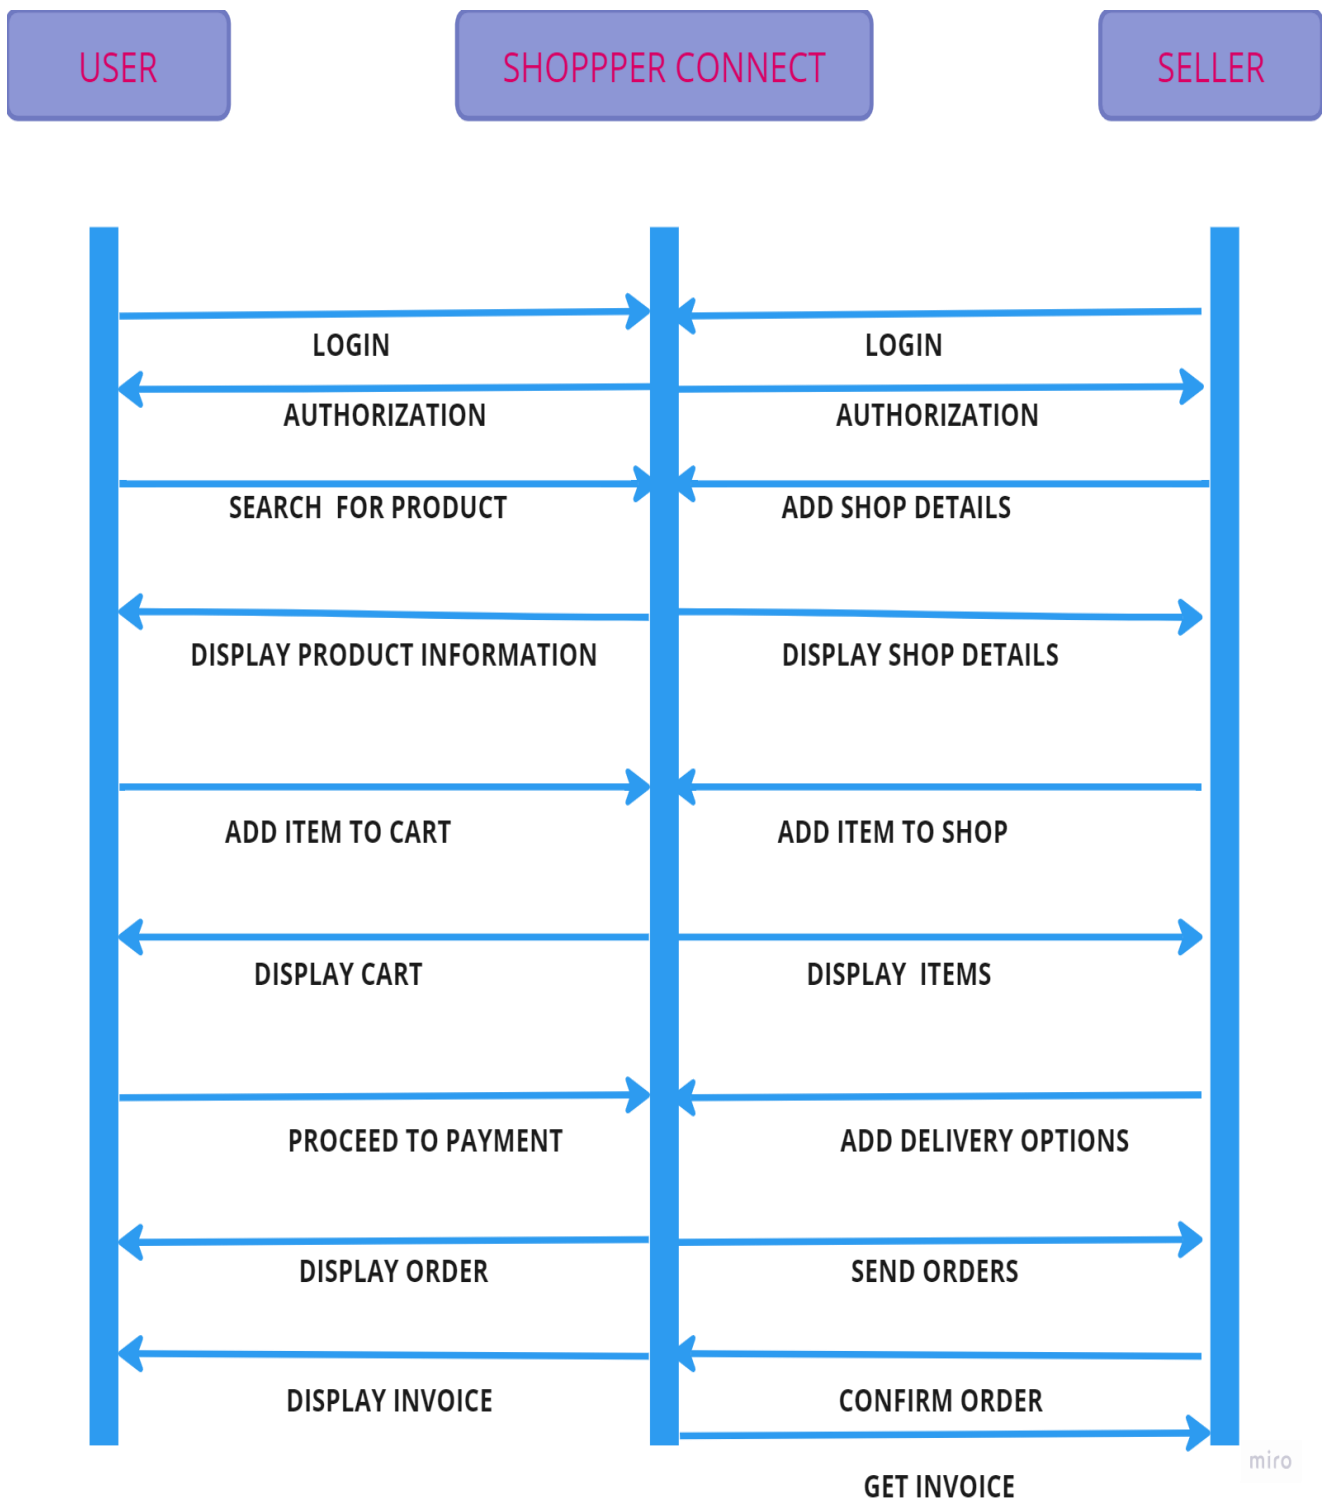 USER
SHOPPPER CONNECT
SELLER
LOGIN
LOGIN
AUTHORIZATION
AUTHORIZATION
SEARCH FOR PRODUCT
ADD SHOP DETAILS
DISPLAY PRODUCT INFORMATION
DISPLAY SHOP DETAILS
ADD ITEM TO CART
ADD ITEM TO SHOP
DISPLAY CART
DISPLAY ITEMS
PROCEED TO PAYMENT
ADD DELIVERY OPTIONS
DISPLAY ORDER
SEND ORDERS
DISPLAY INVOICE
CONFIRM ORDER
GET INVOICE
miro